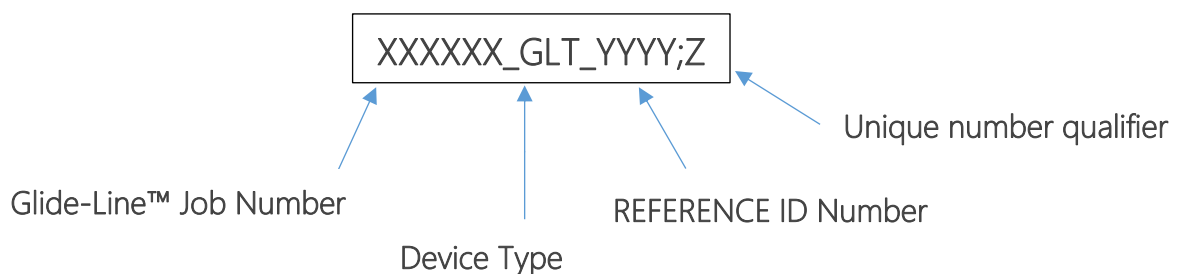 XXXXXX_GLT_YYYY;Z
Unique number qualifier
Glide-Line™ Job Number
REFERENCE ID Number
Device Type